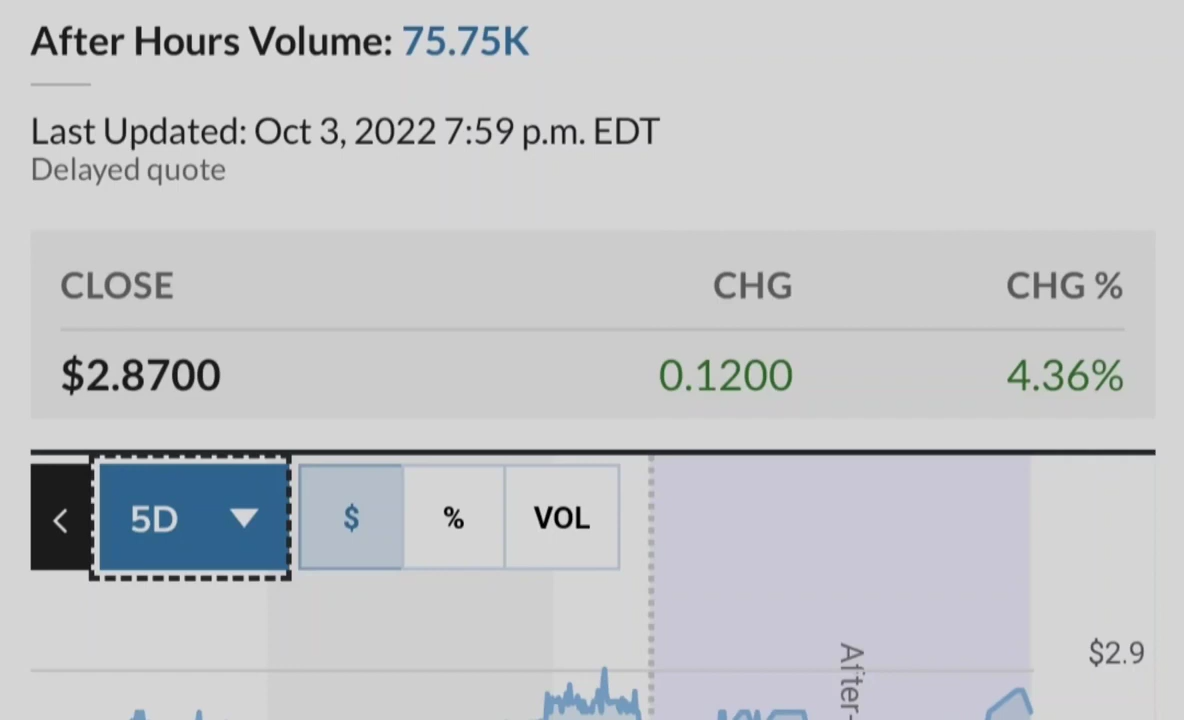 After Hours Volume: 75.75K
Last Updated: Oct 3, 2022 7:59 p.m. EDT
Delayed quote
CLOSE CHG CHG %
$2.8700 0.1200 4.36%
5D $ % VOL
$2.9
After-